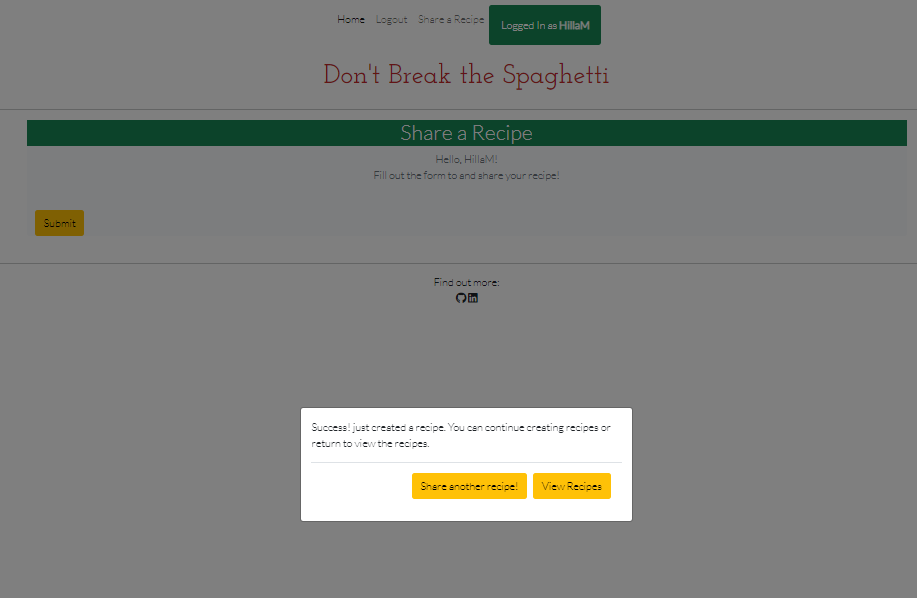 Home Logout Share a Recipe Logged In as HillaM
Don't Break the Spaghetti
Share a Recipe
Hello, HillaM!
Fill out the form to and share your recipe!
Submit
Find out more:
Success! just created a recipe. You can continue creating recipes or
return to view the recipes.
Share another recipe! View Recipes